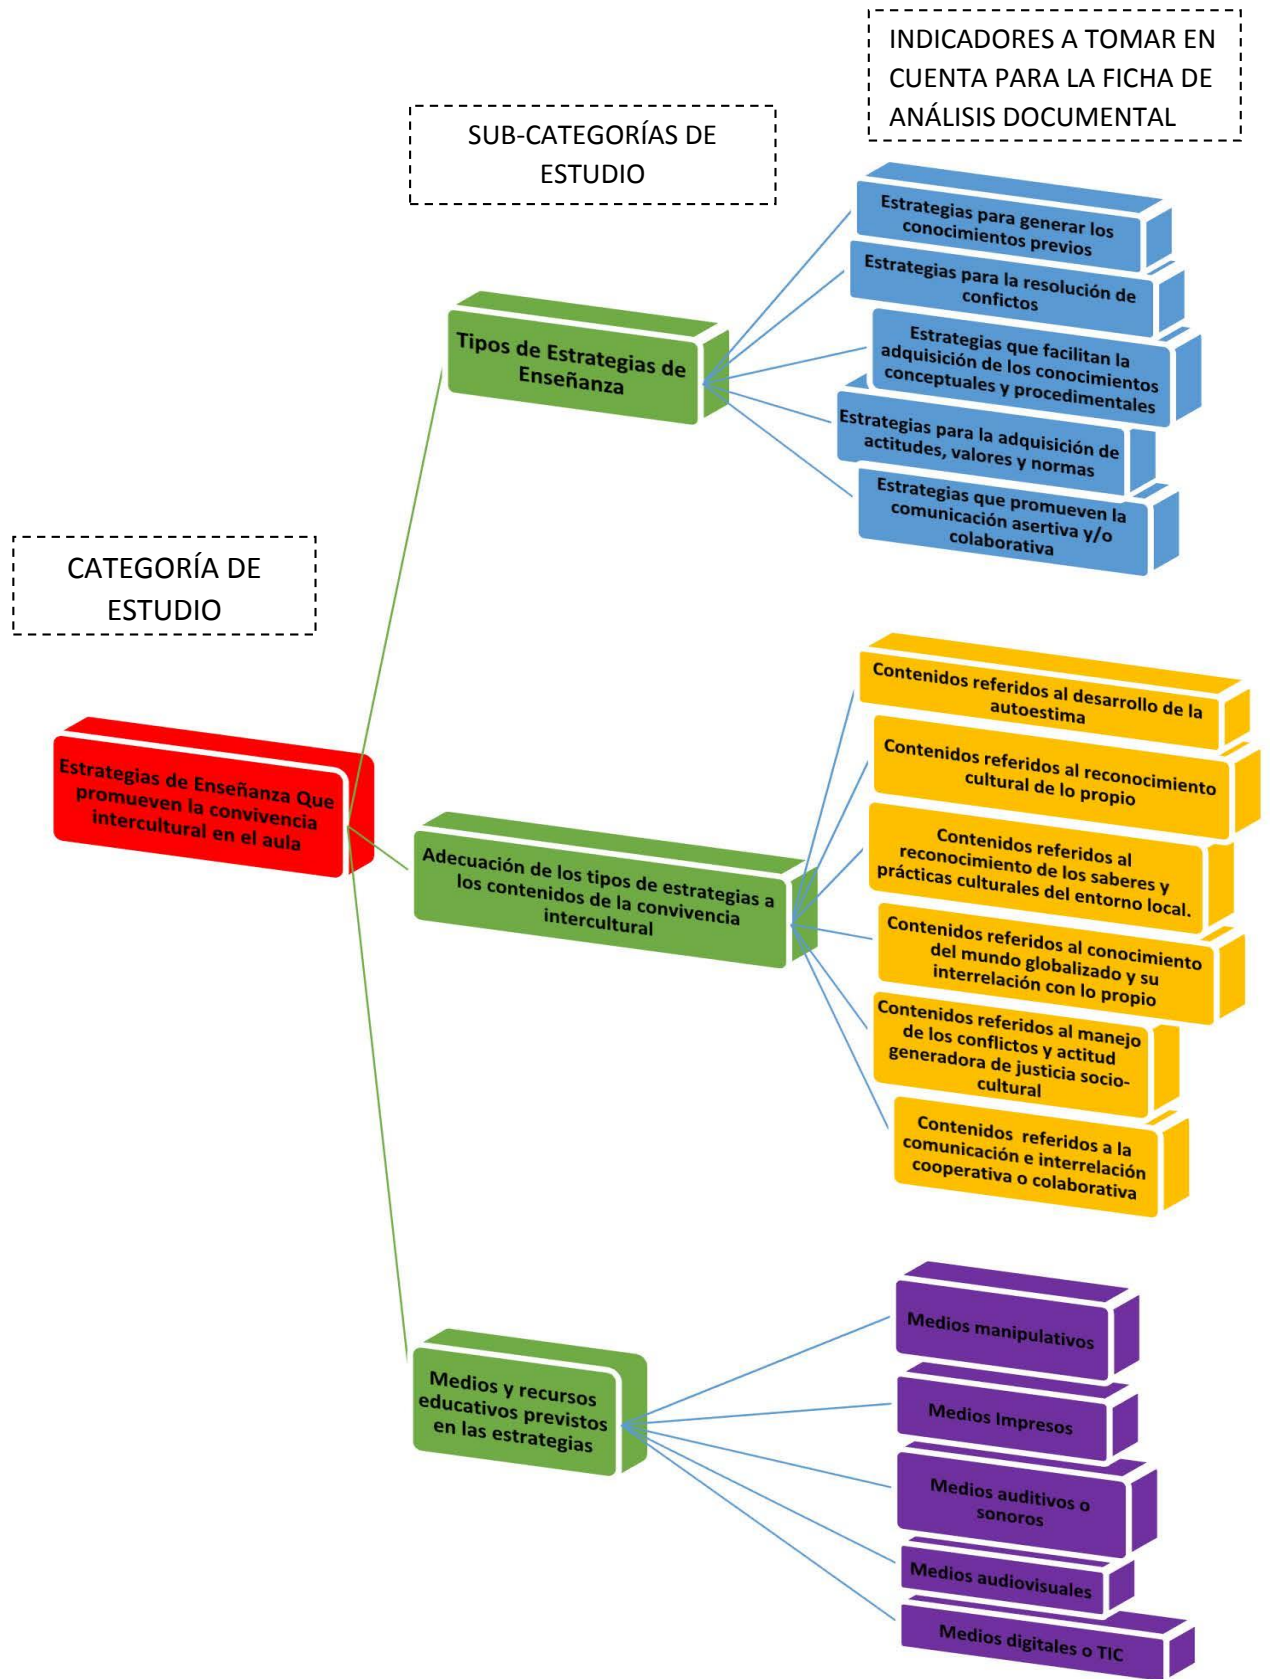 INDICADORES A TOMAR EN
CUENTA PARA LA FICHA DE
ANÁLISIS DOCUMENTAL
SUB-CATEGORÍAS DE
ESTUDIO
CATEGORÍA DE
ESTUDIO
Estrategias de Enseñanza Que
promueven la convivencia
intercultural en el aula
Tipos de Estrategias de
Enseñanza
Estrategias para generar los
conocimientos previos
Estrategias para la resolución de
confictos
Estrategias que facilitan la
adquisición de los conocimientos
conceptuales y procedimentales
Estrategias para la adquisición de
actitudes, valores y normas
Estrategias que promueven la
comunicación asertiva y/o
colaborativa
Adecuación de los tipos de estrategias a
los contenidos de la convivencia
intercultural
Contenidos referidos al desarrollo de la
autoestima
Contenidos referidos al reconocimiento
cultural de lo propio
Contenidos referidos al
reconocimiento de los saberes y
prácticas culturales del entorno local.
Contenidos referidos al conocimiento
del mundo globalizado y su
interrelación con lo propio
Contenidos referidos al manejo
de los conflictos y actitud
generadora de justicia socio-
cultural
Contenidos referidos a la
comunicación e interrelación
cooperativa o colaborativa
Medios y recursos
educativos previstos
en las estrategias
Medios manipulativos
Medios Impresos
Medios auditivos o
sonoros
Medios audiovisuales
Medios digitales o TIC